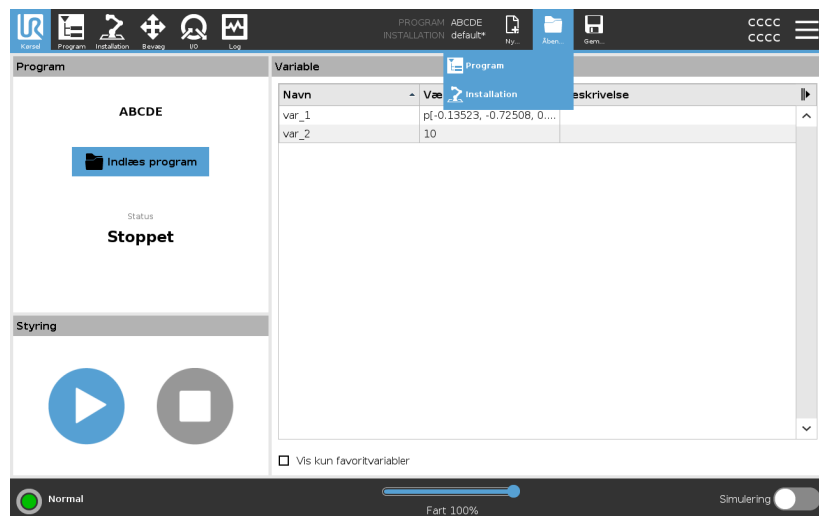 PROGRAM ABCDE
INSTALLATION default*
cccc
cccc
Kørsel Program Installation Bevæg I/O Log Ny... Åben... Gem...
Program
Installation
Program
ABCDE
Indlæs program
Status
Stoppet
Styring
Variable
Navn Væ eskrivelse
var_1 p[-0.13523, -0.72508, 0....
var_2 10
Vis kun favoritvariabler
Normal
Fart 100%
Simulering